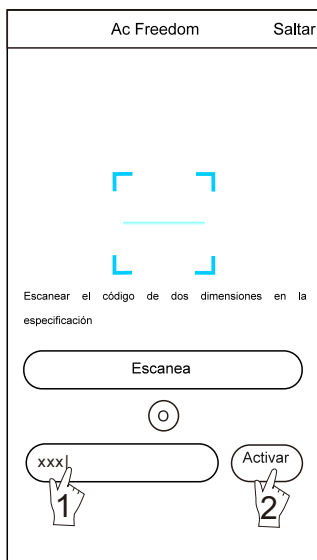 Ac Freedom Saltar
Escanear el código de dos dimensiones en la
especificación
Escanea
O
xxx Activar
1 2